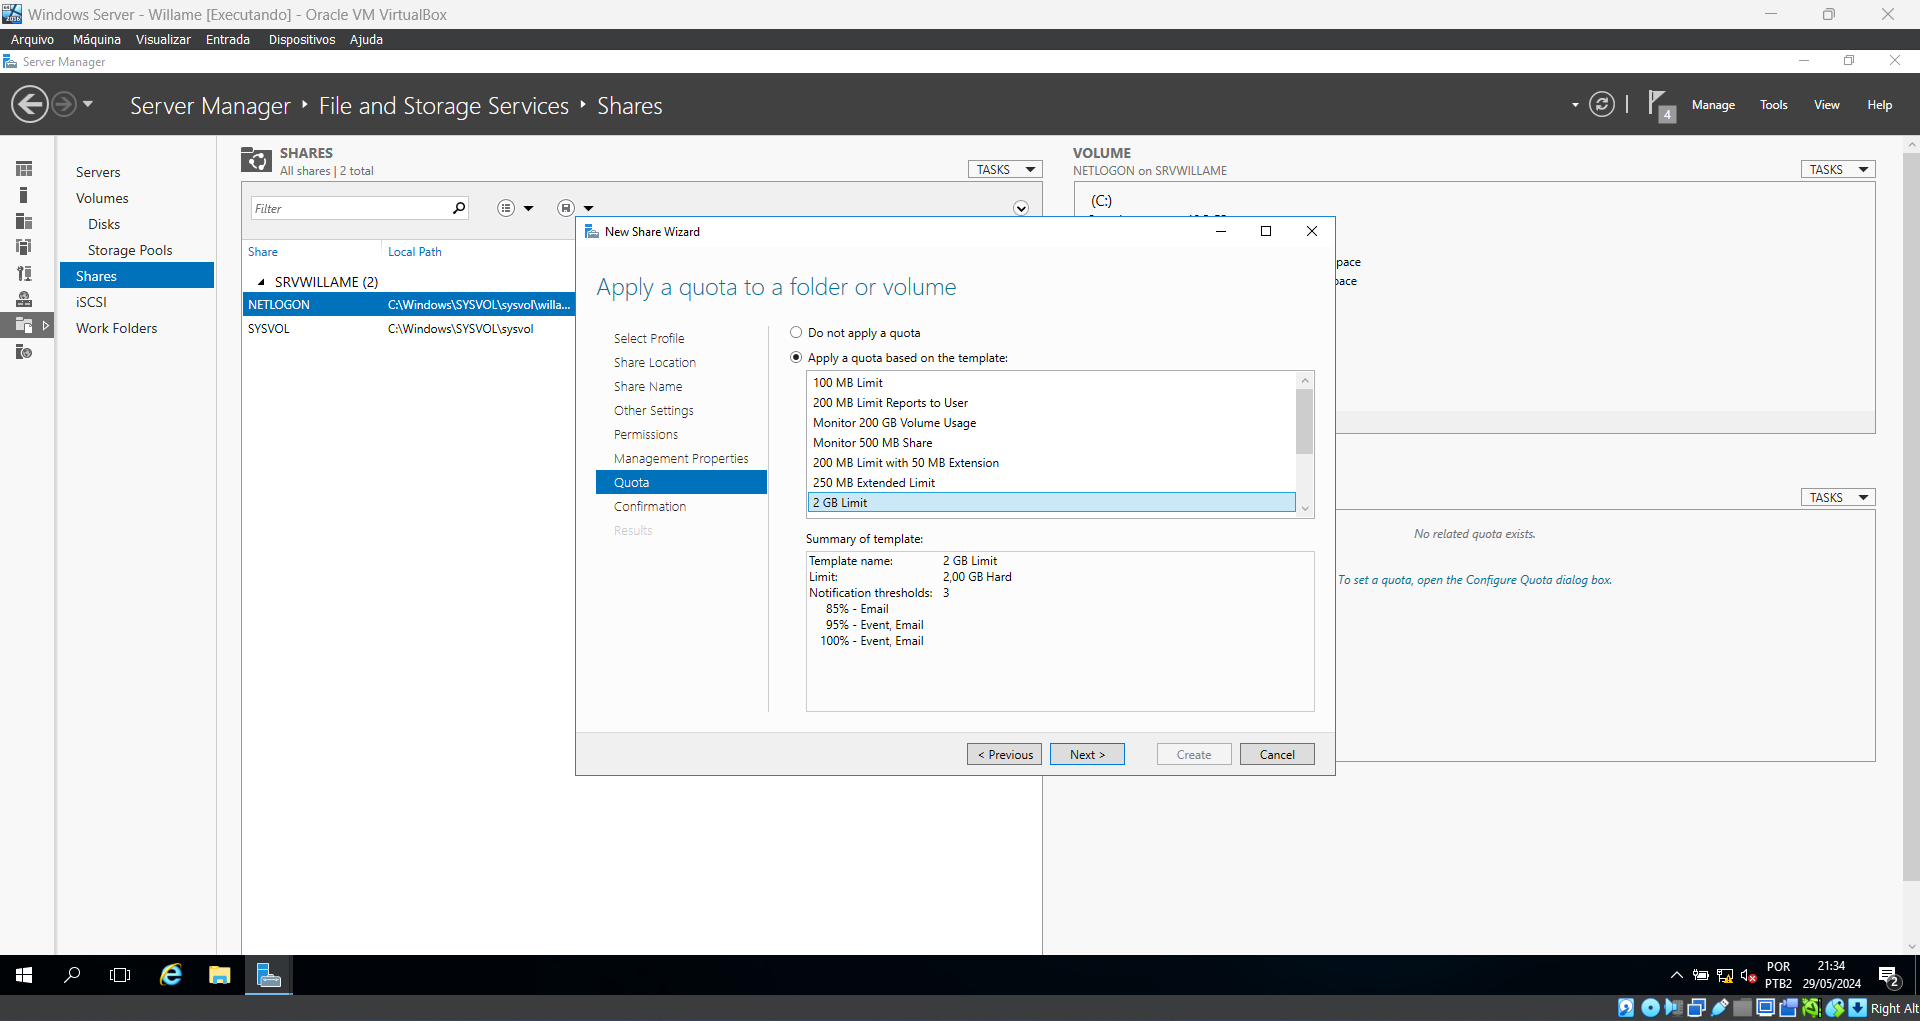 Windows Server - Willame [Executando] - Oracle VM VirtualBox
Arquivo Máquina Visualizar Entrada Dispositivos Ajuda
Server Manager
Server Manager ‣ File and Storage Services ‣ Shares
4 Manage Tools View Help
Servers
Volumes
Disks
Storage Pools
Shares
iSCSI
Work Folders
SHARES
All shares | 2 total
TASKS
Filter
Share Local Path
SRVWILLAME (2)
NETLOGON C:\Windows\SYSVOL\sysvol\willa...
SYSVOL C:\Windows\SYSVOL\sysvol
VOLUME
NETLOGON on SRVWILLAME
TASKS
(C:)
pace
pace
TASKS
No related quota exists.
To set a quota, open the Configure Quota dialog box.
New Share Wizard
Apply a quota to a folder or volume
Select Profile
Share Location
Share Name
Other Settings
Permissions
Management Properties
Quota
Confirmation
Results
Do not apply a quota
Apply a quota based on the template:
100 MB Limit
200 MB Limit Reports to User
Monitor 200 GB Volume Usage
Monitor 500 MB Share
200 MB Limit with 50 MB Extension
250 MB Extended Limit
2 GB Limit
Summary of template:
Template name: 2 GB Limit
Limit: 2,00 GB Hard
Notification thresholds: 3
85% - Email
95% - Event, Email
100% - Event, Email
< Previous Next > Create Cancel
POR 21:34
PTB2 29/05/2024
2
Right Alt